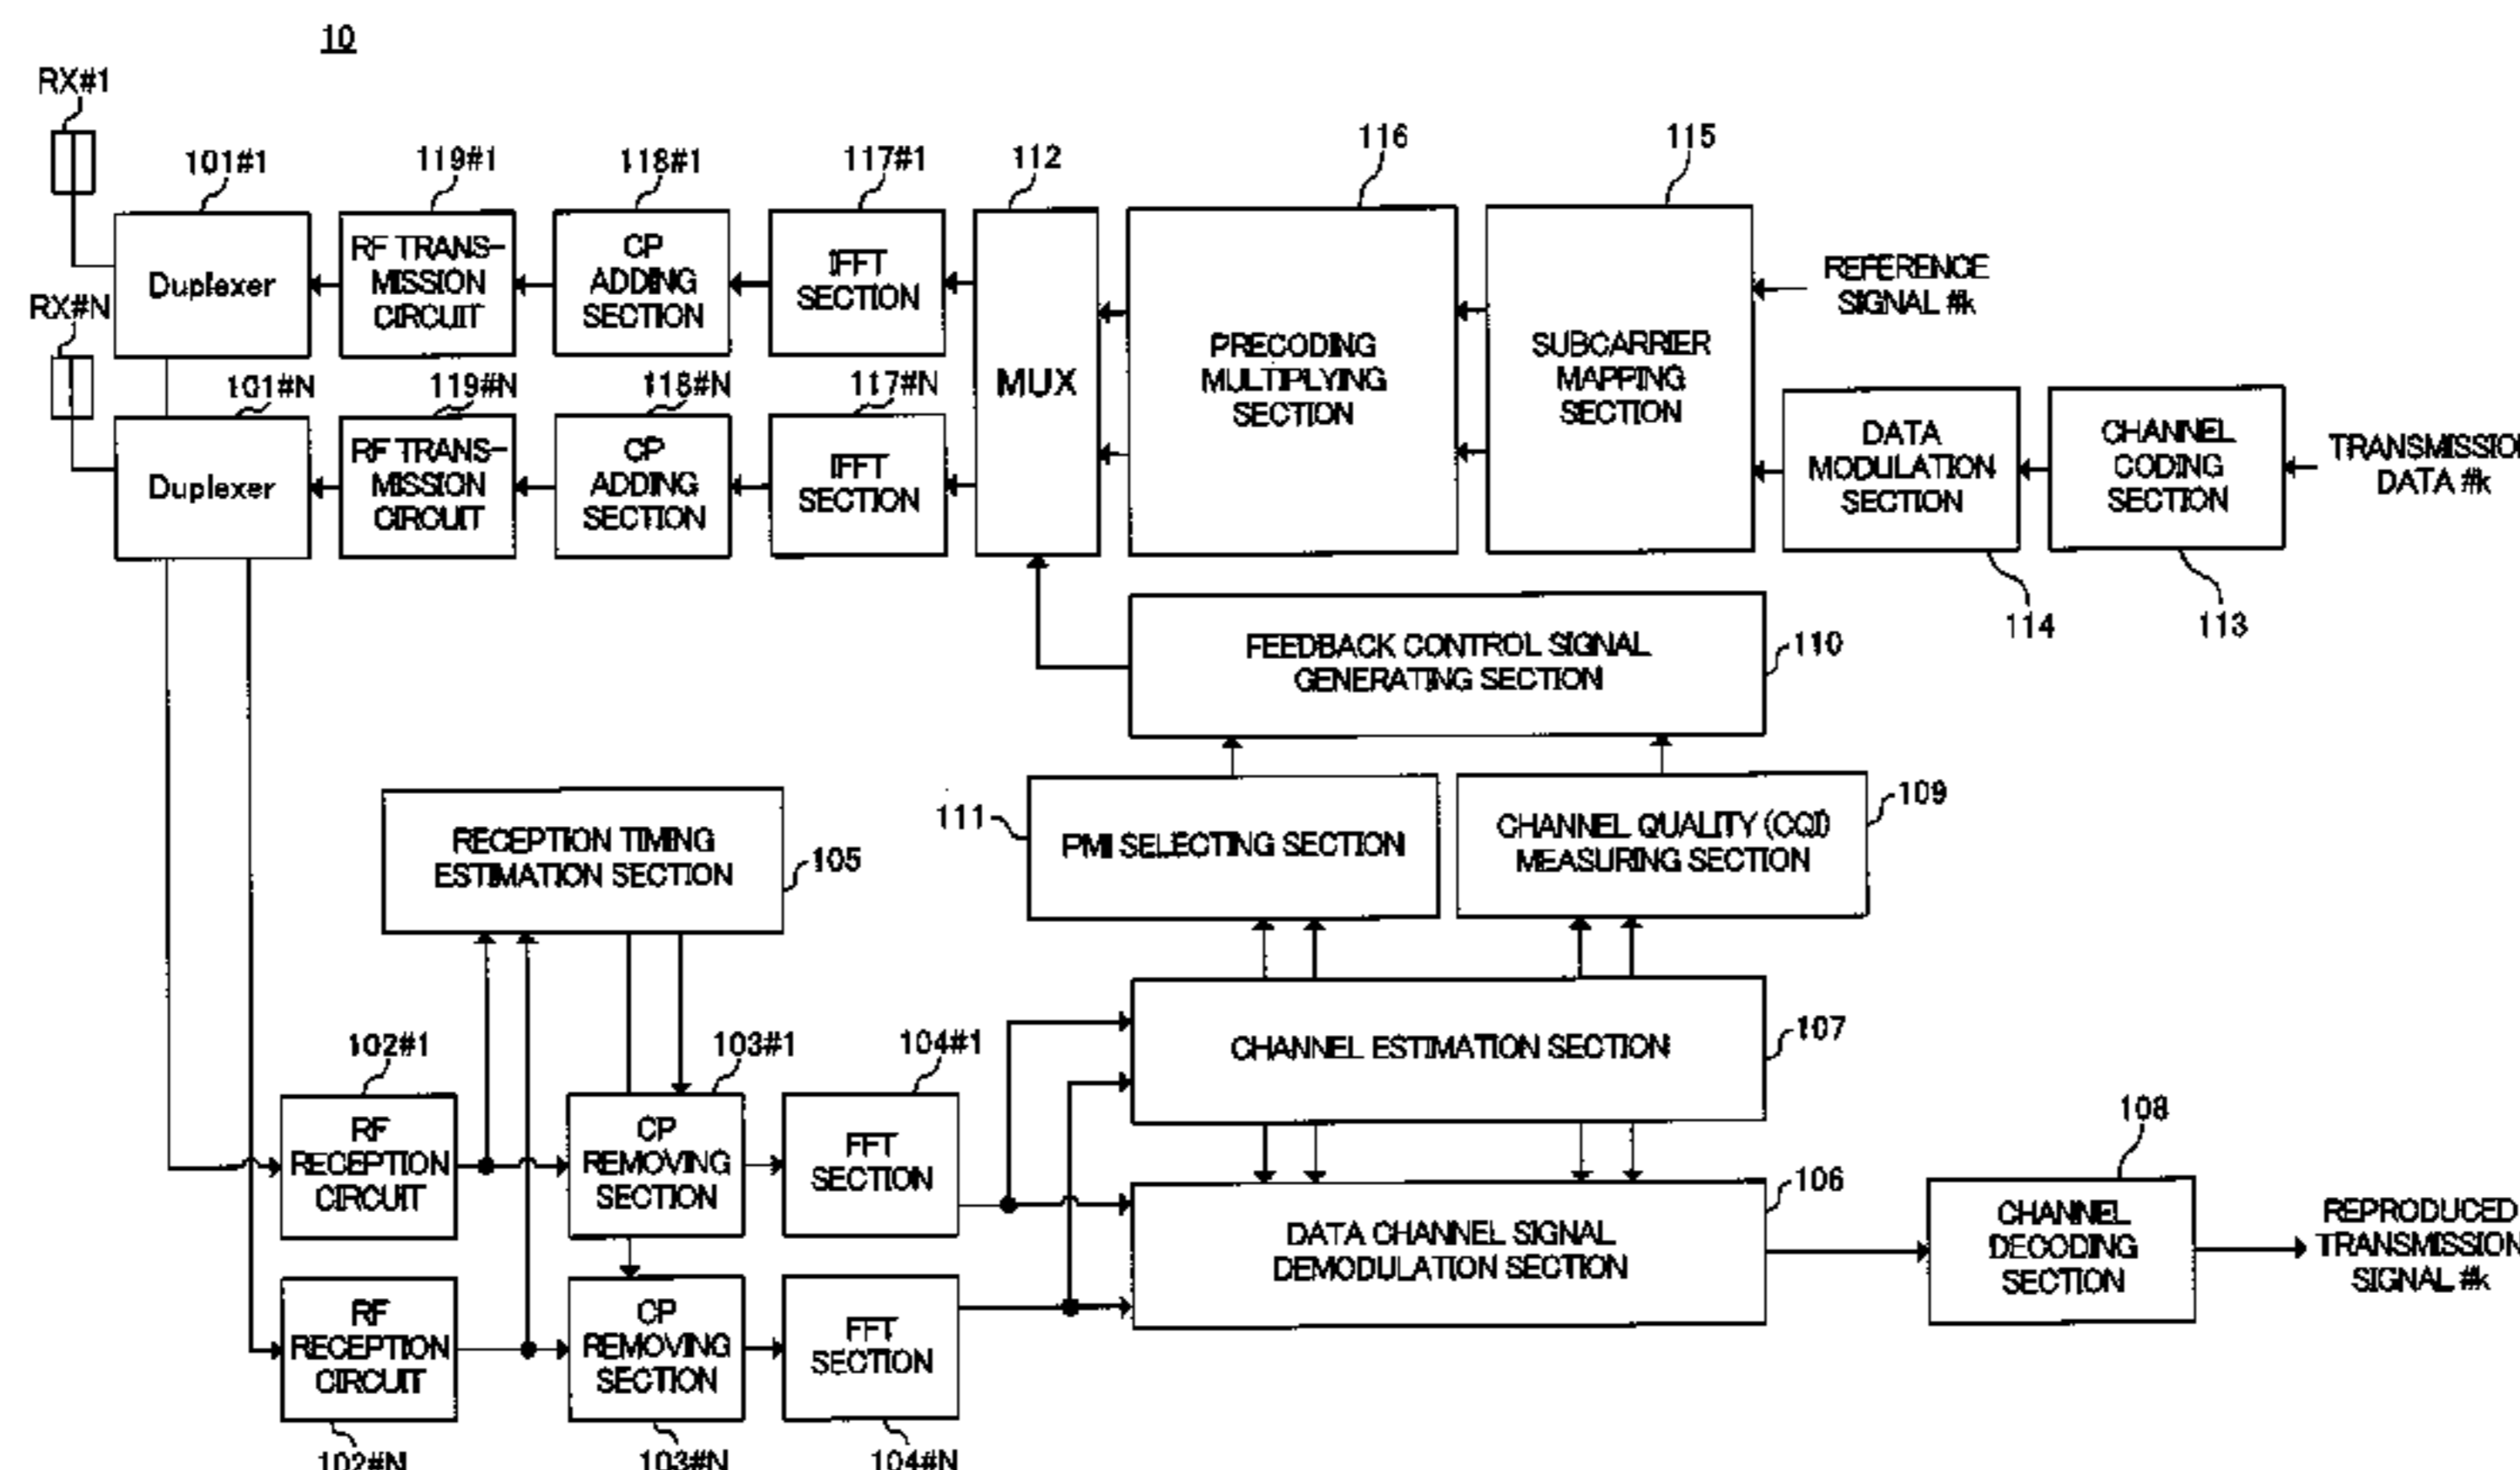 10
RX#1
101#1
119#1
118#1
117#1
112
116
115
Duplexer
RF TRANS-
MISSION
CIRCUIT
CP
ADDING
SECTION
IFFT
SECTION
MUX
PRECODING
MULTIPLYING
SECTION
SUBCARRIER
MAPPING
SECTION
REFERENCE
SIGNAL #k
RX#N
101#N
119#N
118#N
117#N
Duplexer
RF TRANS-
MISSION
CIRCUIT
CP
ADDING
SECTION
IFFT
SECTION
DATA
MODULATION
SECTION
CHANNEL
CODING
SECTION
TRANSMISSION
DATA #k
114
113
FEEDBACK CONTROL SIGNAL
GENERATING SECTION
110
111
PMI SELECTING SECTION
CHANNEL QUALITY (CQI)
MEASURING SECTION
109
RECEPTION TIMING
ESTIMATION SECTION
105
102#1
103#1
104#1
RF
RECEPTION
CIRCUIT
CP
REMOVING
SECTION
FFT
SECTION
CHANNEL ESTIMATION SECTION
107
DATA CHANNEL SIGNAL
DEMODULATION SECTION
106
108
CHANNEL
DECODING
SECTION
REPRODUCED
TRANSMISSION
SIGNAL #k
RF
RECEPTION
CIRCUIT
CP
REMOVING
SECTION
FFT
SECTION
102#N
103#N
104#N